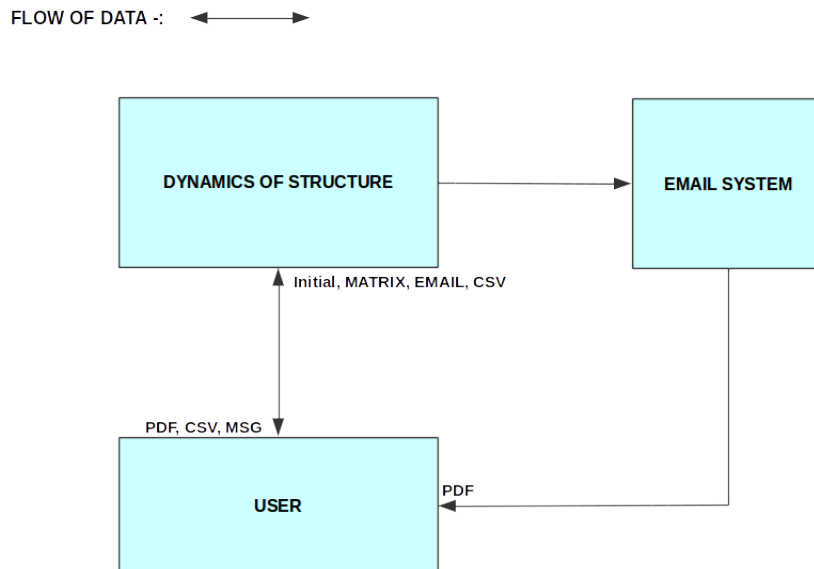 FLOW OF DATA -:
DYNAMICS OF STRUCTURE
EMAIL SYSTEM
Initial, MATRIX, EMAIL, CSV
PDF, CSV, MSG
PDF
USER